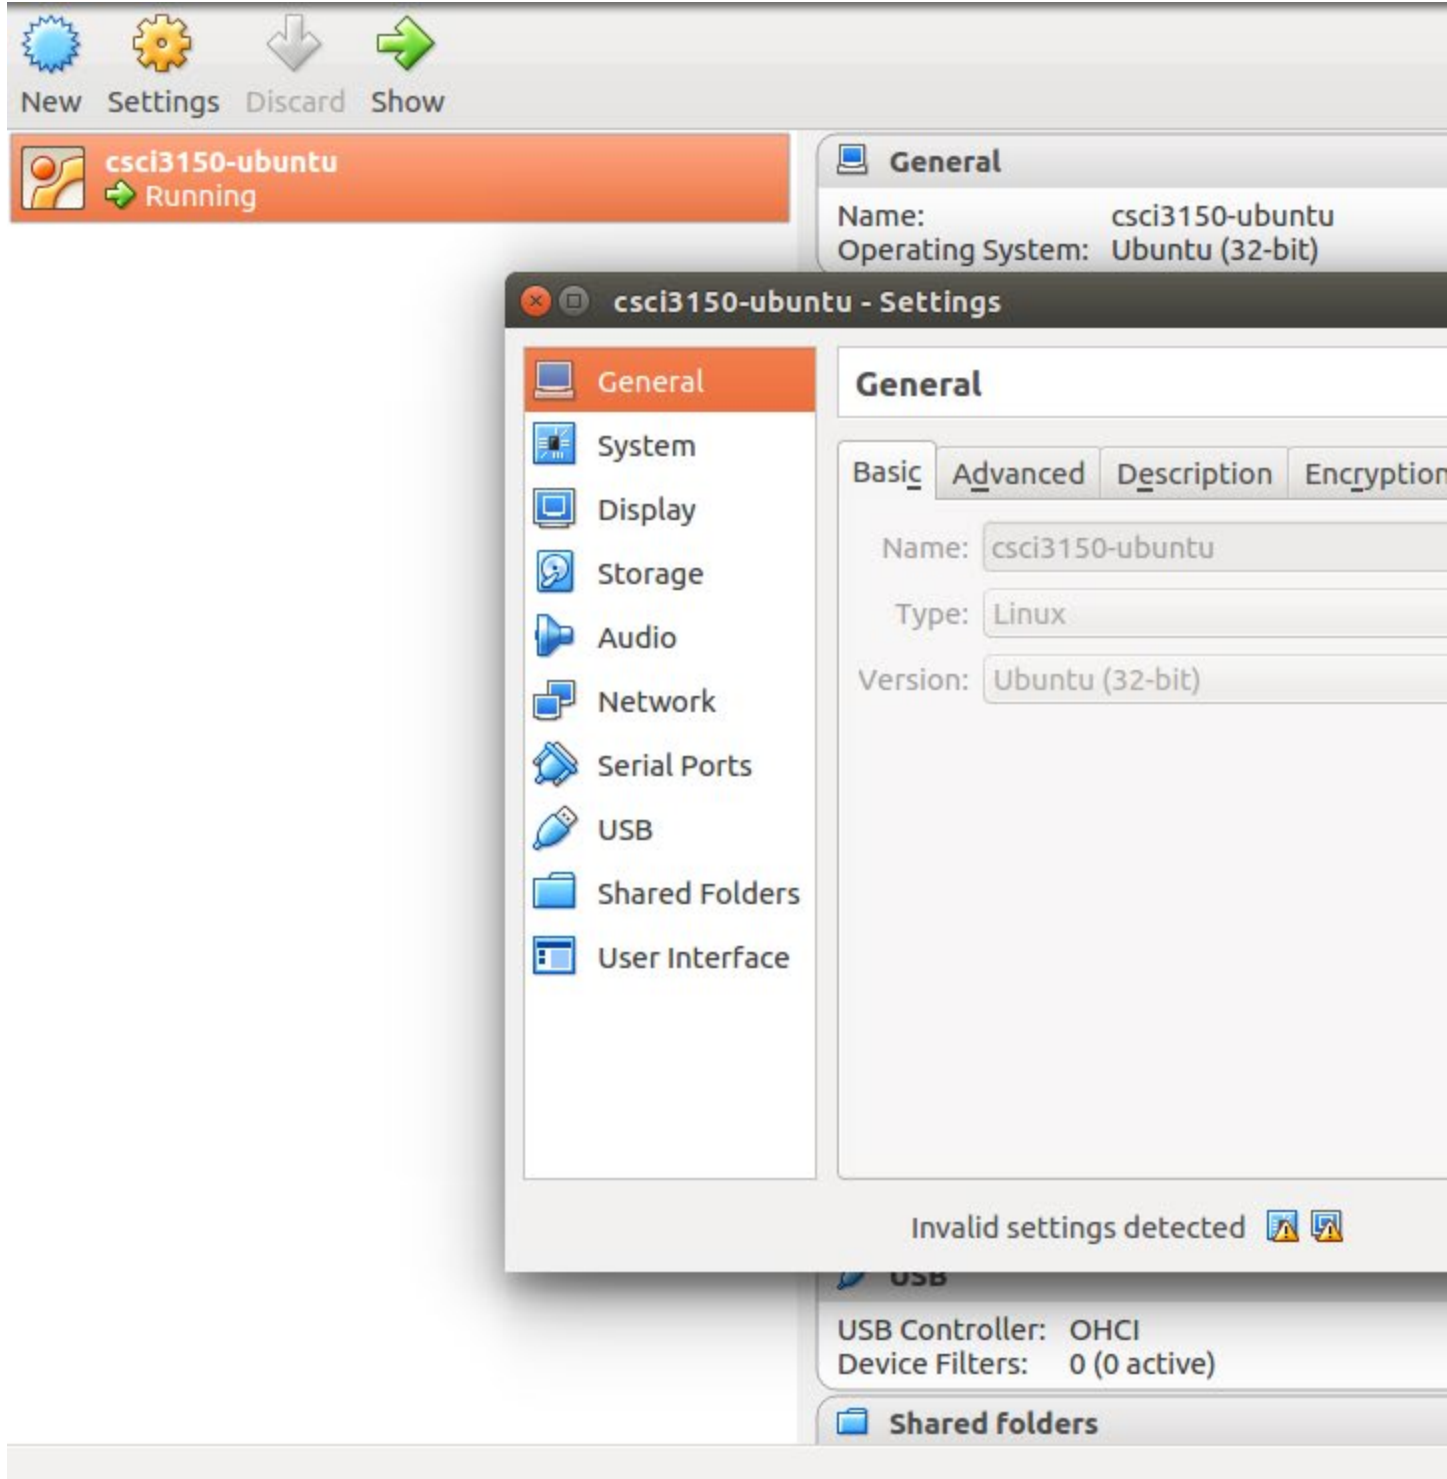 New Settings Discard Show
csci3150-ubuntu
Running
General
Name: csci3150-ubuntu
Operating System: Ubuntu (32-bit)
csci3150-ubuntu - Settings
General
System
Display
Storage
Audio
Network
Serial Ports
USB
Shared Folders
User Interface
General
Basic Advanced Description Encryption
Name: csci3150-ubuntu
Type: Linux
Version: Ubuntu (32-bit)
Invalid settings detected
USB
USB Controller: OHCI
Device Filters: 0 (0 active)
Shared folders